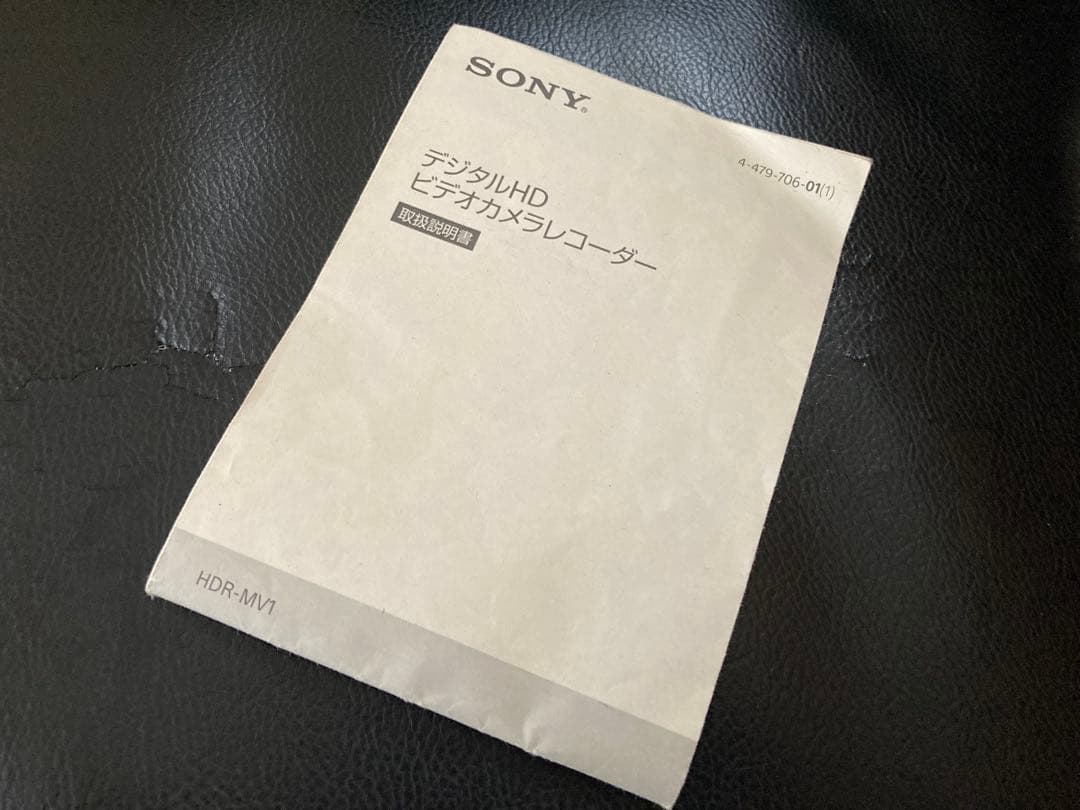 SONY®
4-479-706-01(1)
デジタルHD
ビデオカメラレコーダー
取扱説明書
HDR-MV1